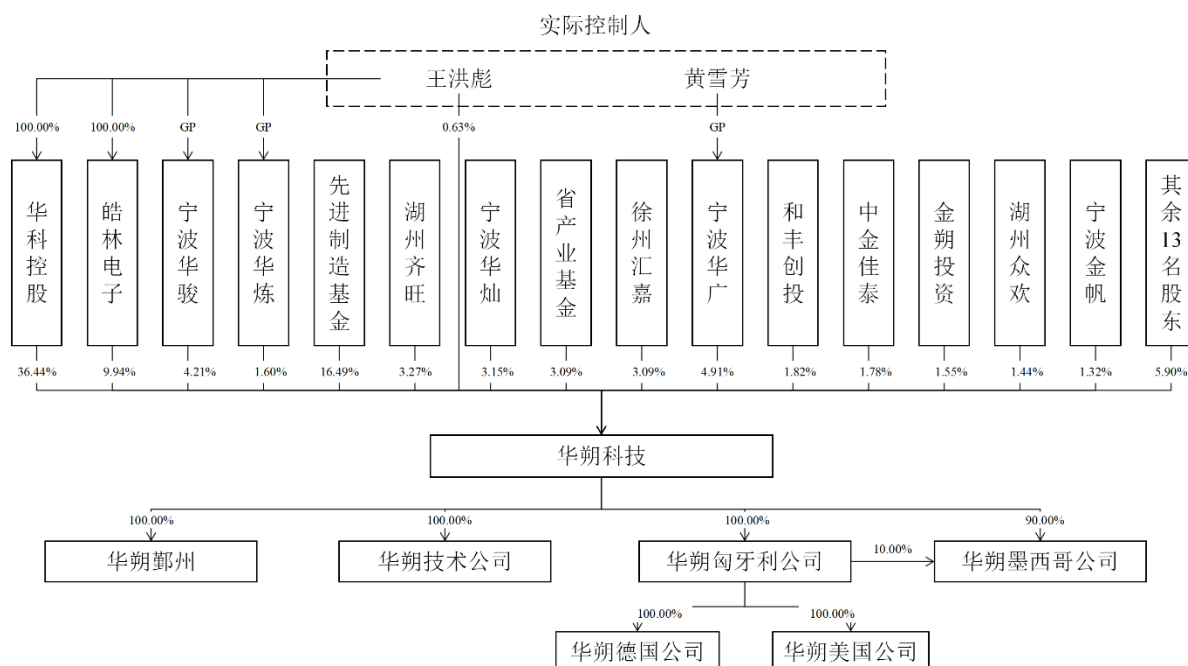 实际控制人
王洪彪
黄雪芳
100.00%
100.00%
GP
GP
0.63%
GP
华科控股
皓林电子
宁波华骏
宁波华炼
先进制造基金
湖州齐旺
宁波华灿
省产业基金
徐州汇嘉
宁波华广
和丰创投
中金佳泰
金朔投资
湖州众欢
宁波金帆
其余13名股东
36.44%
9.94%
4.21%
1.60%
16.49%
3.27%
3.15%
3.09%
3.09%
4.91%
1.82%
1.78%
1.55%
1.44%
1.32%
5.90%
华朔科技
100.00%
100.00%
100.00%
90.00%
华朔鄞州
华朔技术公司
华朔匈牙利公司
10.00%
华朔墨西哥公司
100.00%
100.00%
华朔德国公司
华朔美国公司